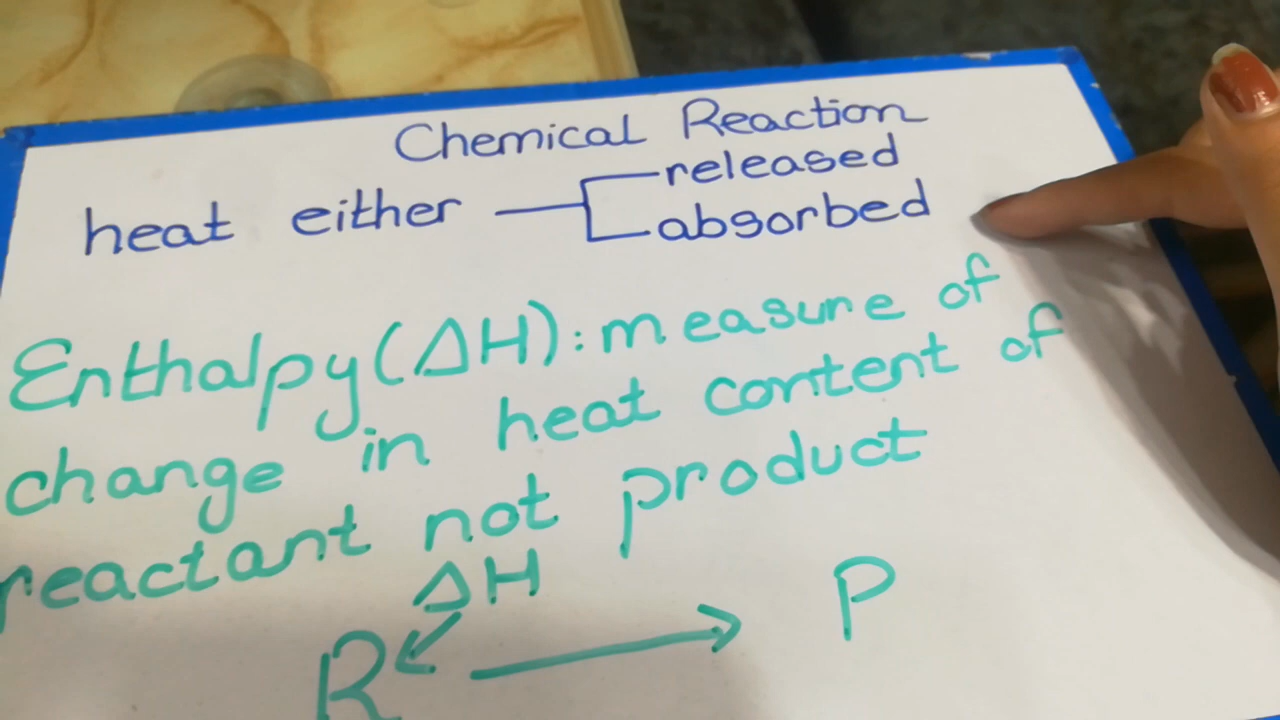 Chemical Reaction
heat either released
absorbed
Enthalpy(ΔH): measure of
change in heat content of
reactant not product
ΔH
R → P